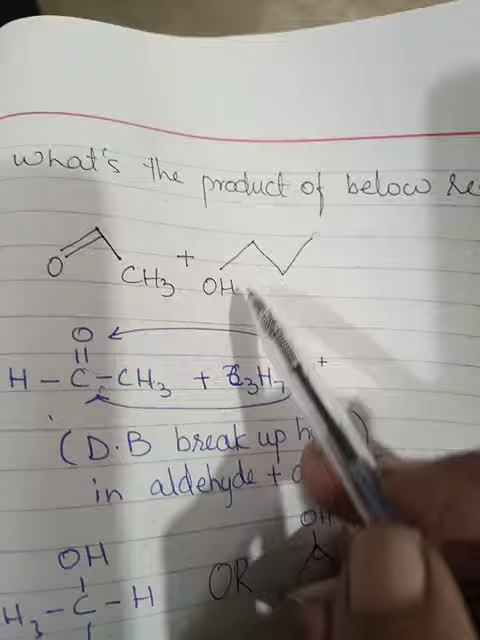 What's the product of below
O CH3 + OH
O
H - C - CH3 + C3H7 +
(D.B break up
in aldehyde +
OH OH
H3 - C - H OR